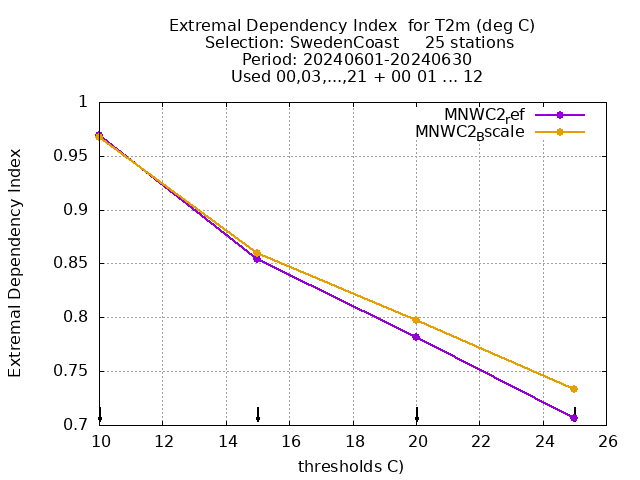 Extremal Dependency Index  for T2m (deg C)
Selection: SwedenCoast     25 stations
Period: 20240601-20240630
Used 00,03,...,21 + 00 01 ... 12
MNWC2ref
MNWC2Bscale
Extremal Dependency Index
1
0.95
0.9
0.85
0.8
0.75
0.7
10 12 14 16 18 20 22 24 26
thresholds C)